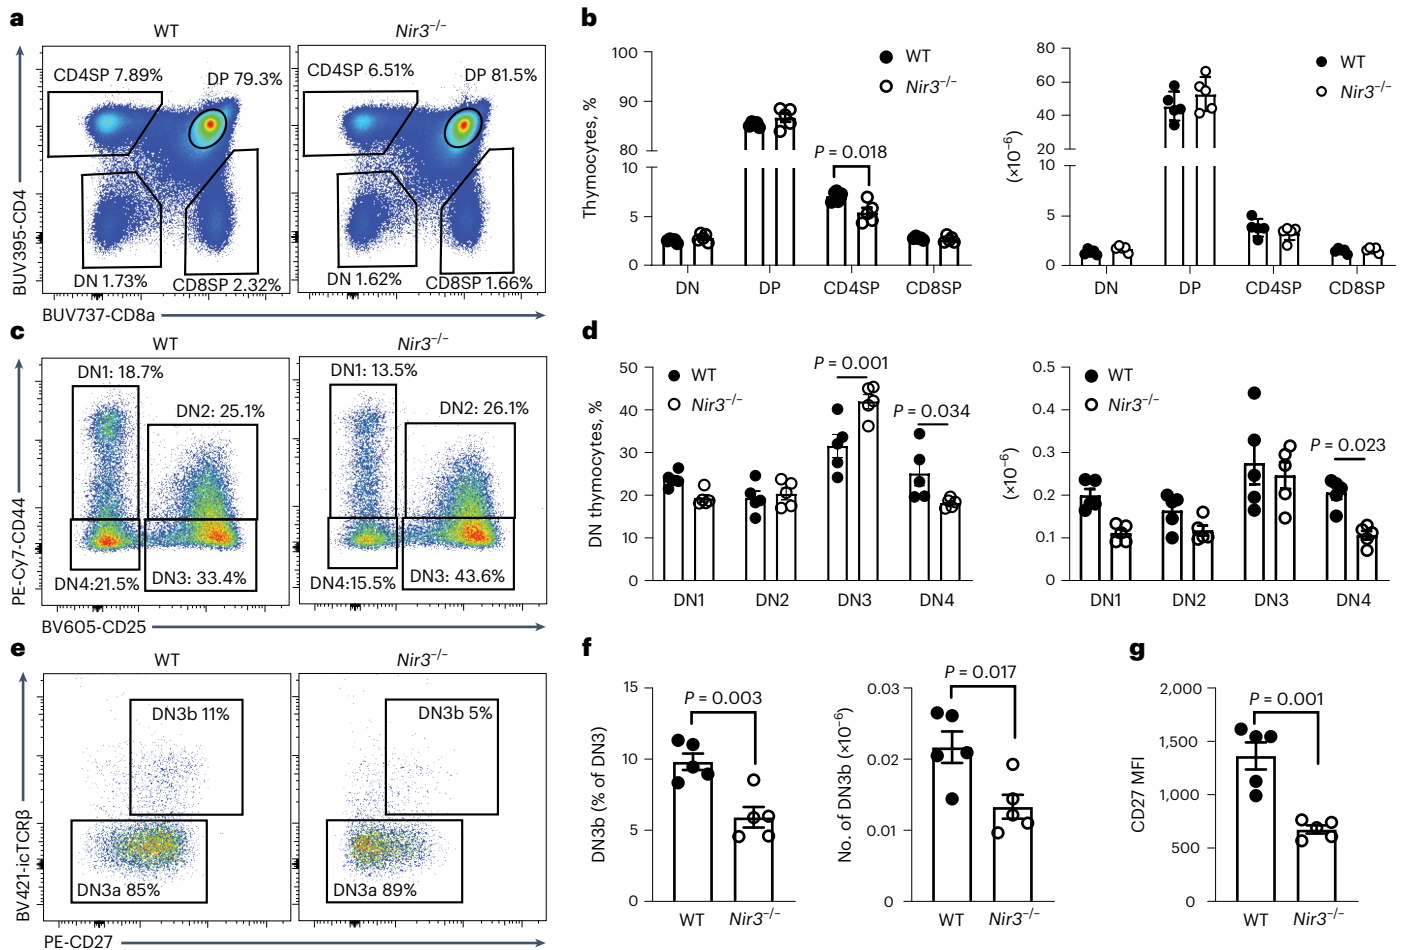 a
WT
Nir3−/−
CD4SP 7.89%
DP 79.3%
DN 1.73%
CD8SP 2.32%
CD4SP 6.51%
DP 81.5%
DN 1.62%
CD8SP 1.66%
BUV395-CD4
BUV737-CD8a
b
Thymocytes, %
100
90
80
10
5
0
WT
Nir3−/−
P = 0.018
DN
DP
CD4SP
CD8SP
(×10−6)
80
60
40
20
10
5
0
WT
Nir3−/−
DN
DP
CD4SP
CD8SP
c
WT
Nir3−/−
DN1: 18.7%
DN2: 25.1%
DN4:21.5%
DN3: 33.4%
DN1: 13.5%
DN2: 26.1%
DN4:15.5%
DN3: 43.6%
PE-Cy7-CD44
BV605-CD25
d
DN thymocytes, %
50
40
30
20
10
0
WT
Nir3−/−
P = 0.001
P = 0.034
DN1
DN2
DN3
DN4
(×10−6)
0.5
0.4
0.3
0.2
0.1
0
WT
Nir3−/−
P = 0.023
DN1
DN2
DN3
DN4
e
WT
Nir3−/−
DN3b 11%
DN3a 85%
DN3b 5%
DN3a 89%
BV421-icTCRβ
PE-CD27
f
DN3b (% of DN3)
15
10
5
0
P = 0.003
WT
Nir3−/−
No. of DN3b (×10−6)
0.03
0.02
0.01
0
P = 0.017
WT
Nir3−/−
g
CD27 MFI
2,000
1,500
1,000
500
0
P = 0.001
WT
Nir3−/−